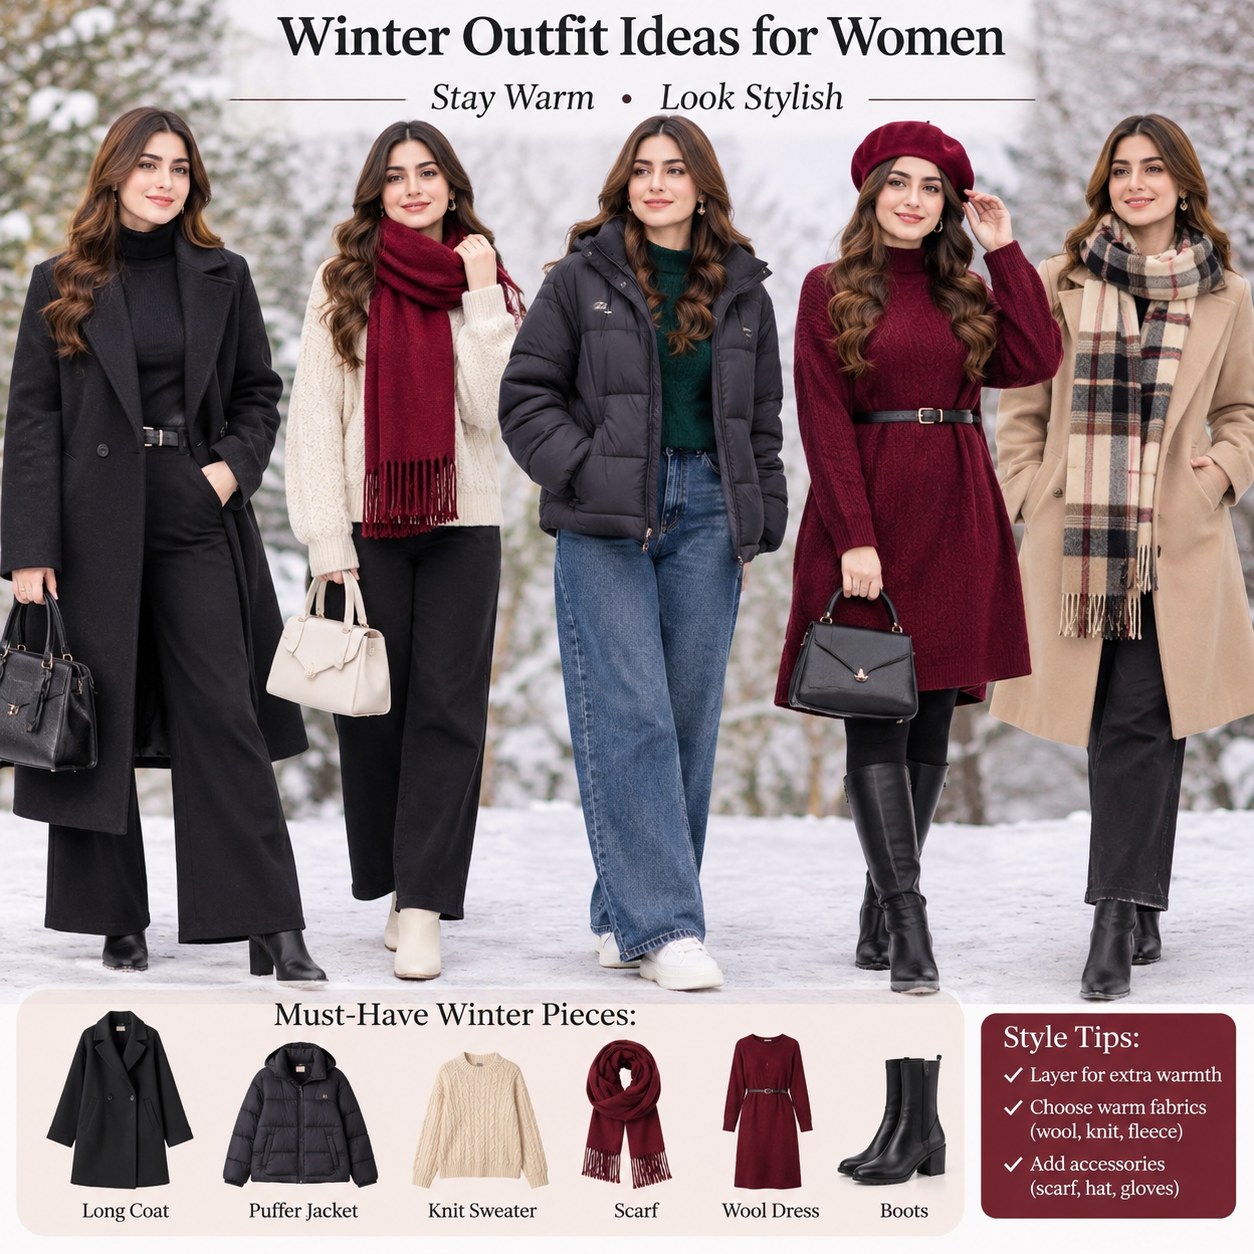 Winter Outfit Ideas for Women
Stay Warm • Look Stylish
Must-Have Winter Pieces:
Long Coat
Puffer Jacket
Knit Sweater
Scarf
Wool Dress
Boots
Style Tips:
✓ Layer for extra warmth
✓ Choose warm fabrics
(wool, knit, fleece)
✓ Add accessories
(scarf, hat, gloves)